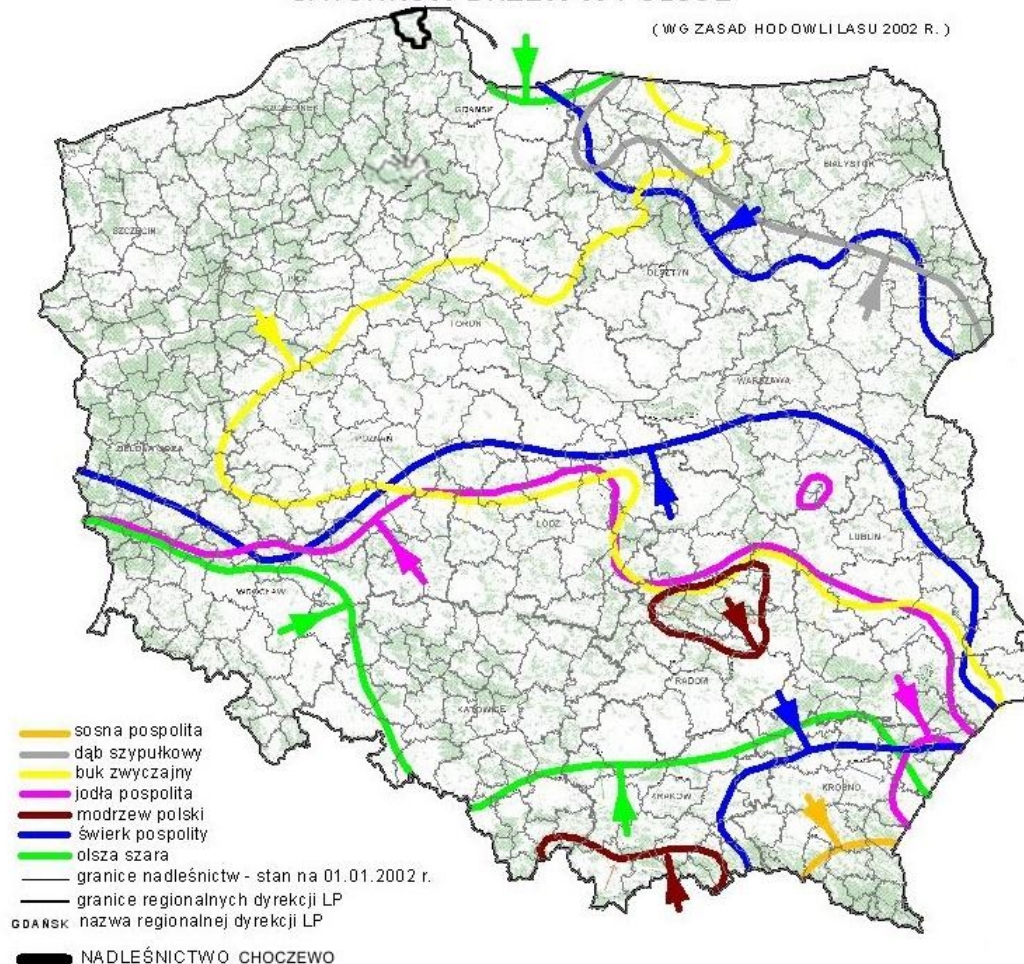 ( WG ZASAD HODOWLI LASU 2002 R. )
SZCZECINEK
GDAŃSK
BIAŁYSTOK
SZCZECIN
PIŁA
OLSZTYN
TORUŃ
WARSZAWA
ZIELONA GÓRA
POZNAŃ
ŁÓDŹ
LUBLIN
WROCŁAW
RADOM
KATOWICE
KRAKÓW
KROSNO
sosna pospolita
dąb szypułkowy
buk zwyczajny
jodła pospolita
modrzew polski
świerk pospolity
olsza szara
granice nadleśnictw - stan na 01.01.2002 r.
granice regionalnych dyrekcji LP
GDAŃSK nazwa regionalnej dyrekcji LP
NADLEŚNICTWO CHOCZEWO